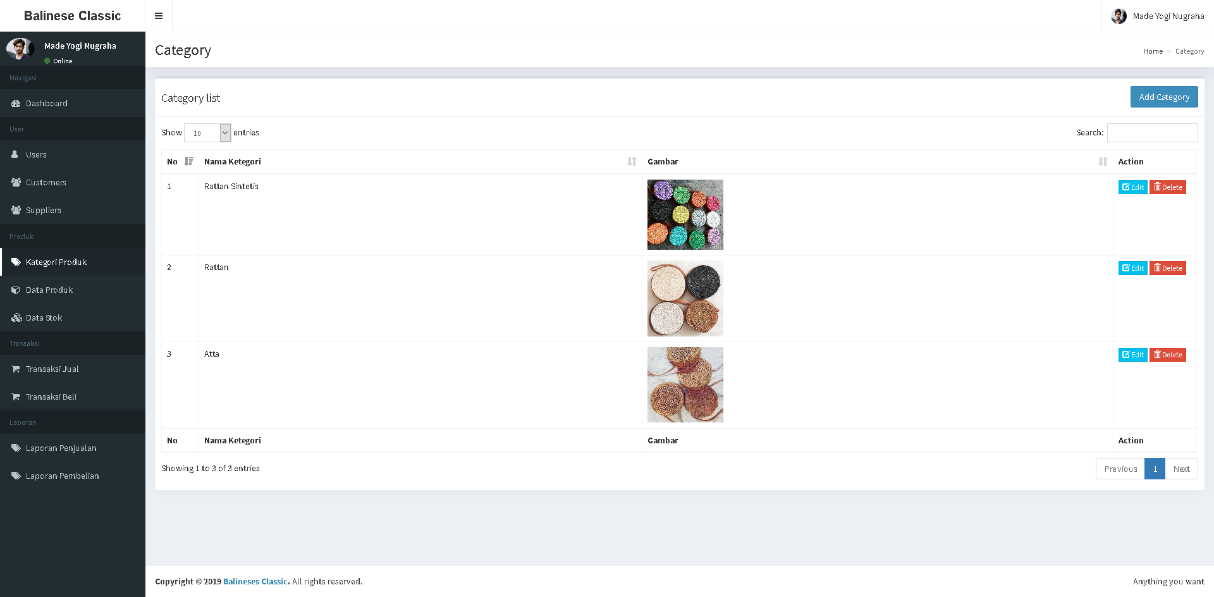 Balinese Classic
Made Yogi Nugraha
Made Yogi Nugraha
Online
Navigasi
Dashboard
User
Users
Customers
Suppliers
Produk
Kategori Produk
Data Produk
Data Stok
Transaksi
Transaksi Jual
Transaksi Beli
Laporan
Laporan Penjualan
Laporan Pembelian
Category
Home > Category
Category list
Add Category
Show 10 entries
Search:
No Nama Ketegori Gambar Action
1 Rattan Sintetis Edit Delete
2 Rattan Edit Delete
3 Atta Edit Delete
No Nama Ketegori Gambar Action
Showing 1 to 3 of 3 entries
Previous 1 Next
Copyright © 2019 Balineses Classic. All rights reserved.
Anything you want